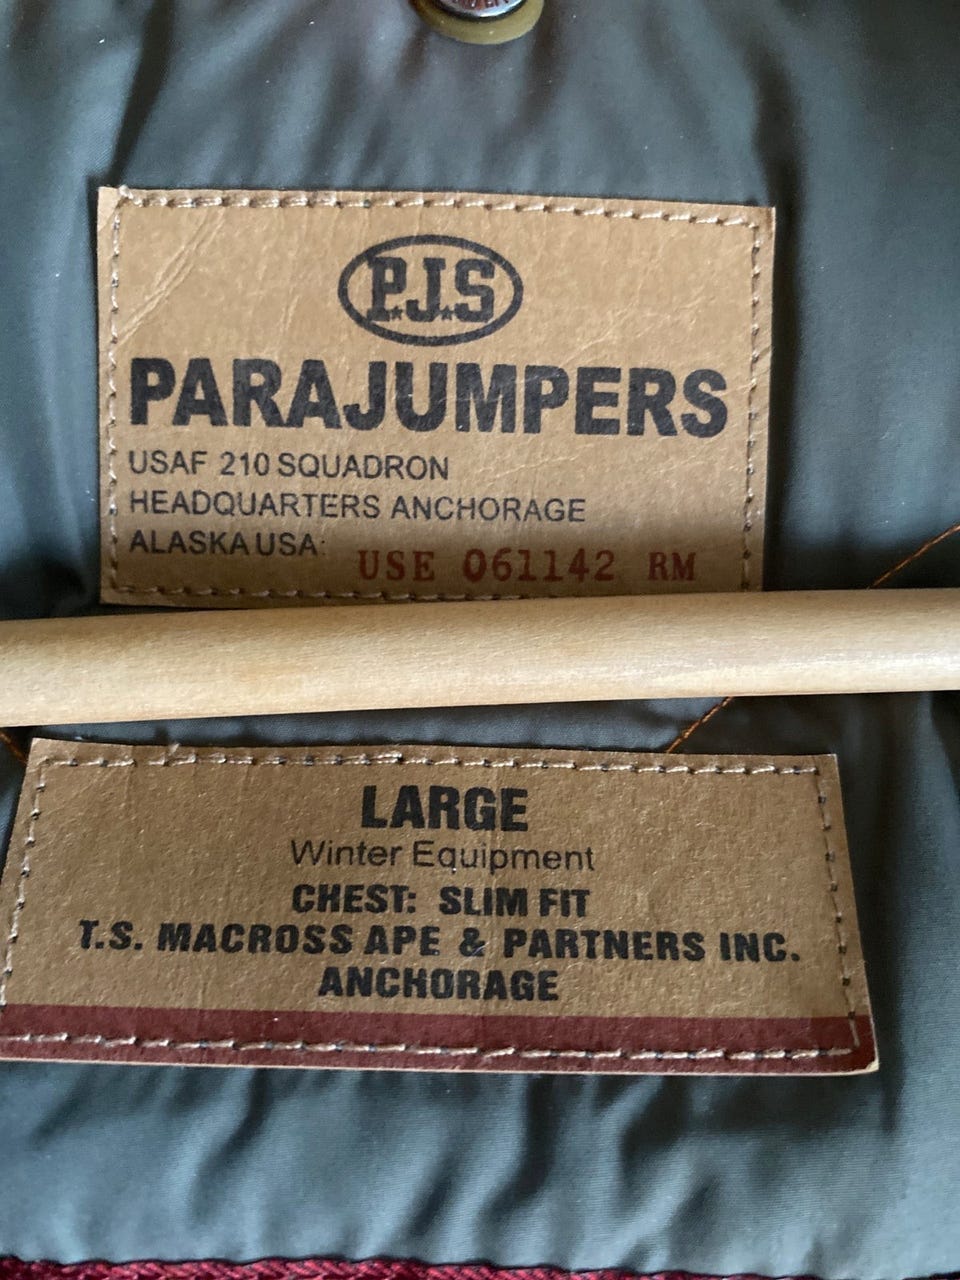 P.J.S
PARAJUMPERS
USAF 210 SQUADRON
HEADQUARTERS ANCHORAGE
ALASKA USA: USE 061142 RM
LARGE
Winter Equipment
CHEST: SLIM FIT
T.S. MACROSS APE & PARTNERS INC.
ANCHORAGE